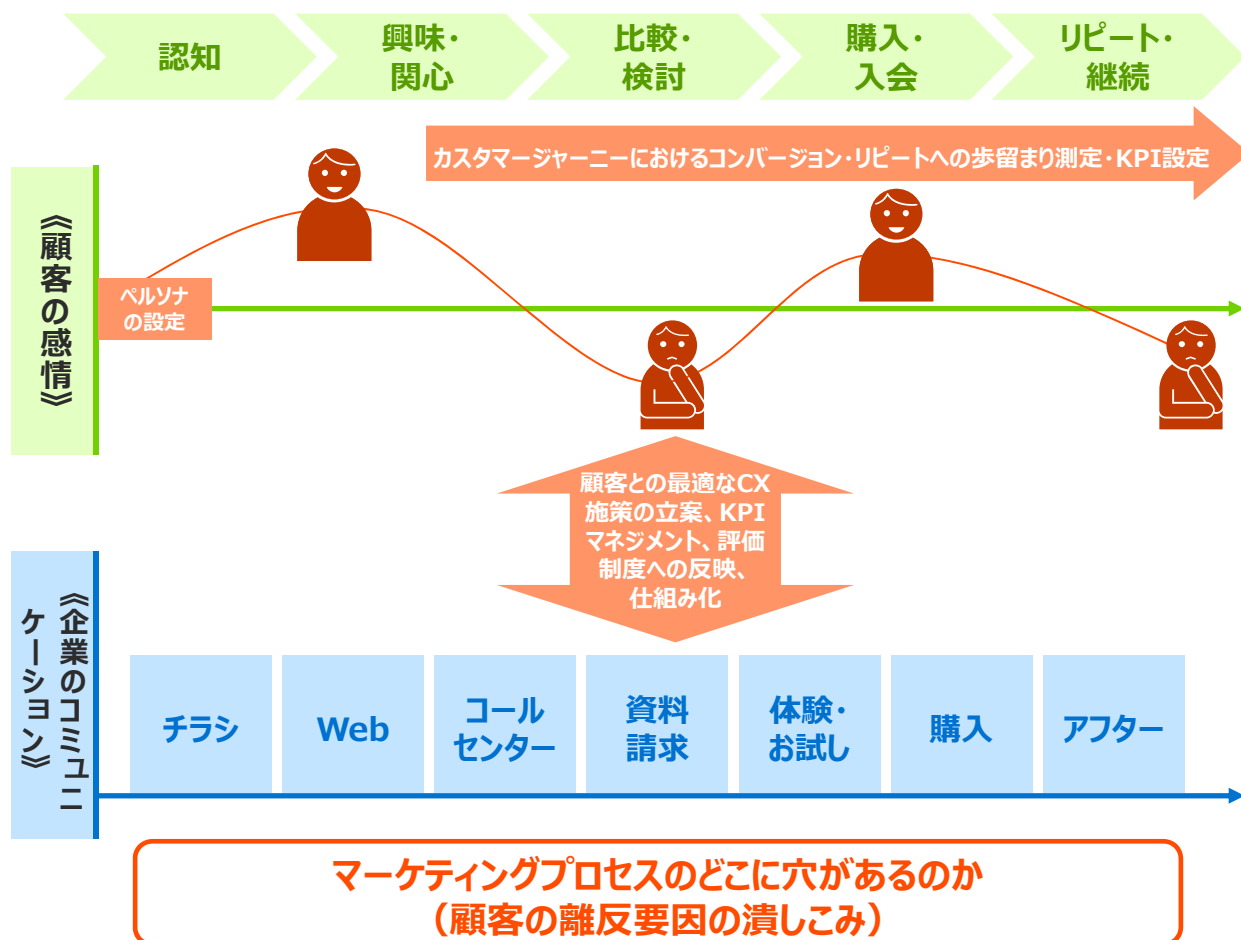 認知
興味・
関心
比較・
検討
購入・
入会
リピート・
継続
カスタマージャーニーにおけるコンバージョン・リピートへの歩留まり測定・KPI設定
《顧客の感情》
ペルソナ
の設定
顧客との最適なCX
施策の立案、KPI
マネジメント、評価
制度への反映、
仕組み化
《企業のコミュニ
ケーション》
チラシ
Web
コール
センター
資料
請求
体験・
お試し
購入
アフター
マーケティングプロセスのどこに穴があるのか
（顧客の離反要因の潰しこみ）